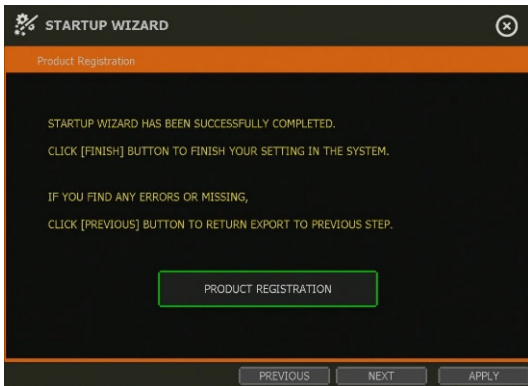 STARTUP WIZARD
Product Registration
STARTUP WIZARD HAS BEEN SUCCESSFULLY COMPLETED.
CLICK [FINISH] BUTTON TO FINISH YOUR SETTING IN THE SYSTEM.
IF YOU FIND ANY ERRORS OR MISSING,
CLICK [PREVIOUS] BUTTON TO RETURN EXPORT TO PREVIOUS STEP.
PRODUCT REGISTRATION
PREVIOUS NEXT APPLY